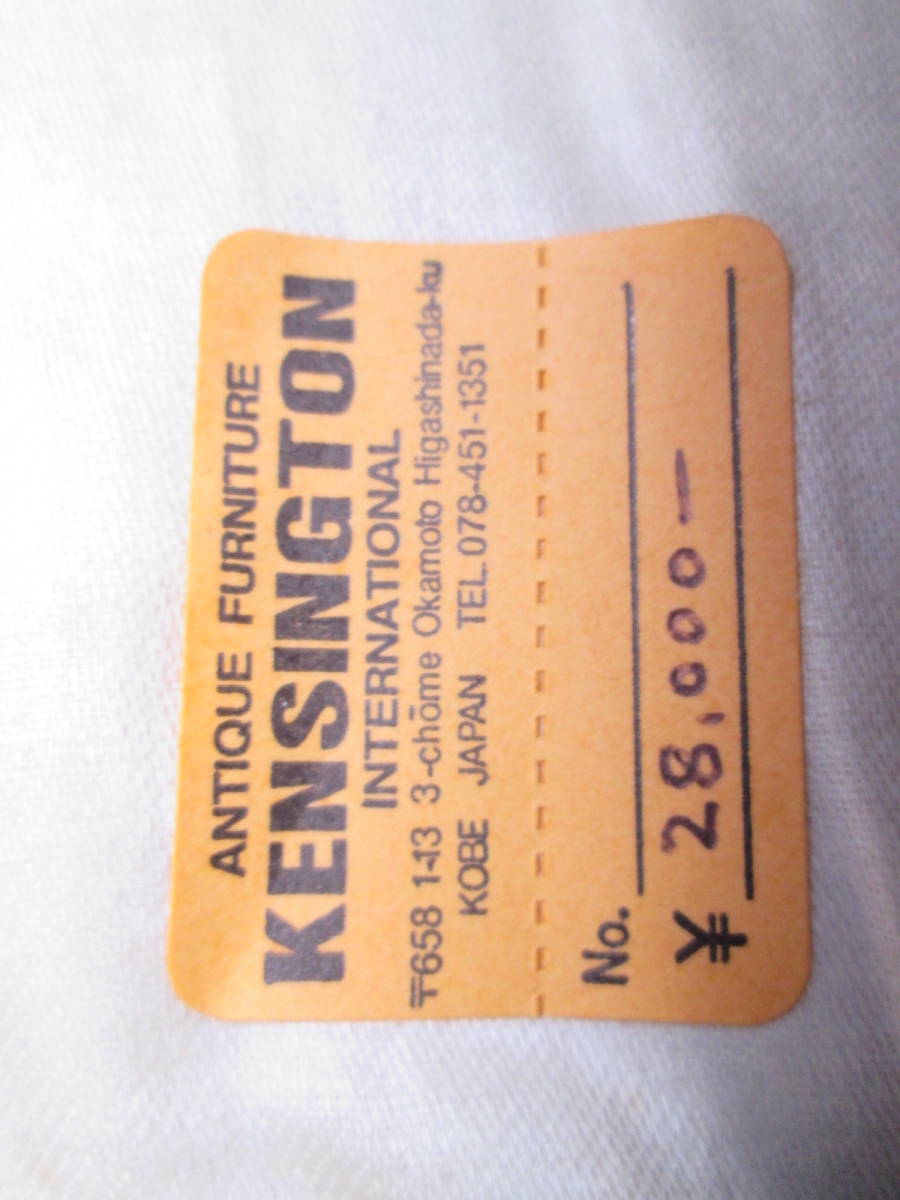 ANTIQUE FURNITURE
KENSINGTON
INTERNATIONAL
〒658 1-13 3-chōme Okamoto Higashinada-ku
KOBE JAPAN TEL. 078-451-1351
No.
¥ 28,000-